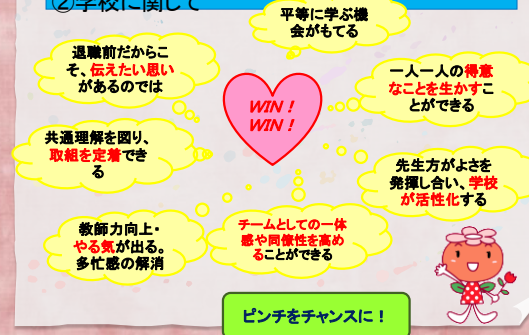 ②学校に関して
平等に学ぶ機
会がもてる
退職前だからこ
そ、伝えたい思い
があるのでは
一人一人の得意
なことを生かすこ
とができる
WIN！
WIN！
共通理解を図り、
取組を定着でき
る
先生方がよさを
発揮し合い、学校
が活性化する
教師力向上・
やる気が出る。
多忙感の解消
チームとしての一体
感や同僚性を高め
ることができる
ピンチをチャンスに！